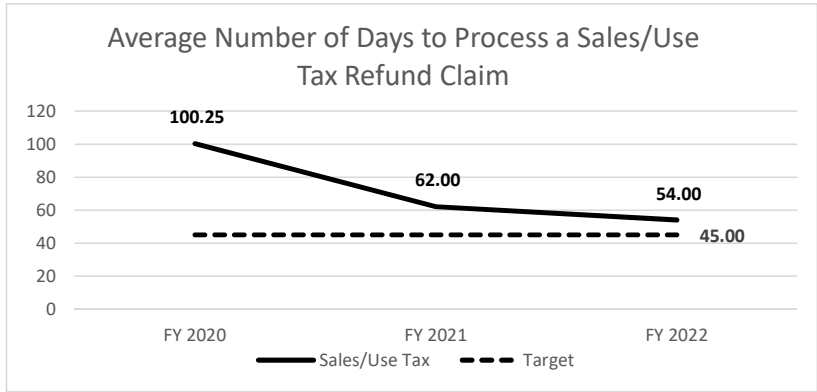 Average Number of Days to Process a Sales/Use
Tax Refund Claim
120
100
80
60
40
20
0
100.25
62.00
54.00
45.00
FY 2020
FY 2021
FY 2022
Sales/Use Tax
Target